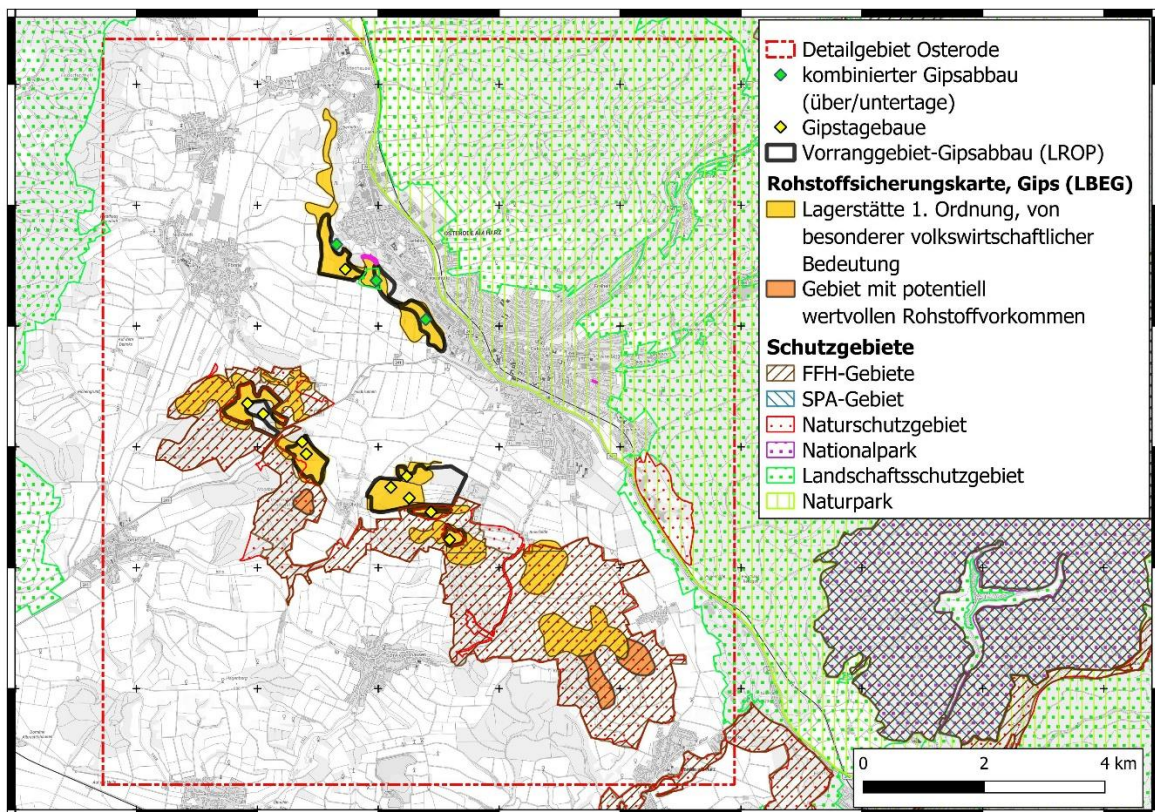 Detailgebiet Osterode
kombinierter Gipsabbau
(über/untertage)
Gipstagebaue
Vorranggebiet-Gipsabbau (LROP)
Rohstoffsicherungskarte, Gips (LBEG)
Lagerstätte 1. Ordnung, von
besonderer volkswirtschaftlicher
Bedeutung
Gebiet mit potentiell
wertvollen Rohstoffvorkommen
Schutzgebiete
FFH-Gebiete
SPA-Gebiet
Naturschutzgebiet
Nationalpark
Landschaftsschutzgebiet
Naturpark
OSTERODE AM HARZ
0 2 4 km